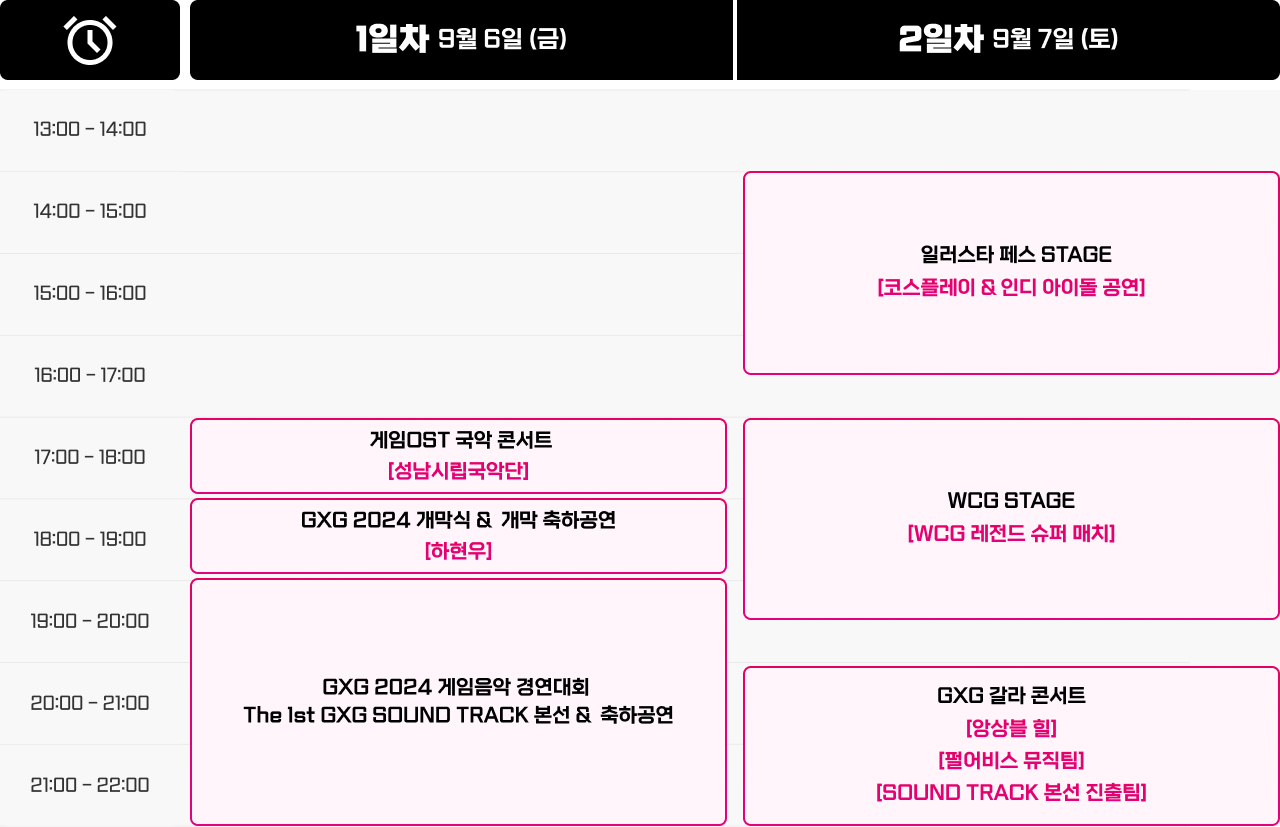 1일차 9월 6일 (금)
2일차 9월 7일 (토)
13:00 – 14:00
14:00 – 15:00
일러스타 페스 STAGE
[코스플레이 & 인디 아이돌 공연]
15:00 – 16:00
16:00 – 17:00
17:00 – 18:00
게임OST 국악 콘서트
[성남시립국악단]
WCG STAGE
[WCG 레전드 슈퍼 매치]
18:00 – 19:00
GXG 2024 개막식 & 개막 축하공연
[하현우]
19:00 – 20:00
GXG 2024 게임음악 경연대회
The 1st GXG SOUND TRACK 본선 & 축하공연
20:00 – 21:00
GXG 갈라 콘서트
[앙상블 힐]
[펄어비스 뮤직팀]
[SOUND TRACK 본선 진출팀]
21:00 – 22:00